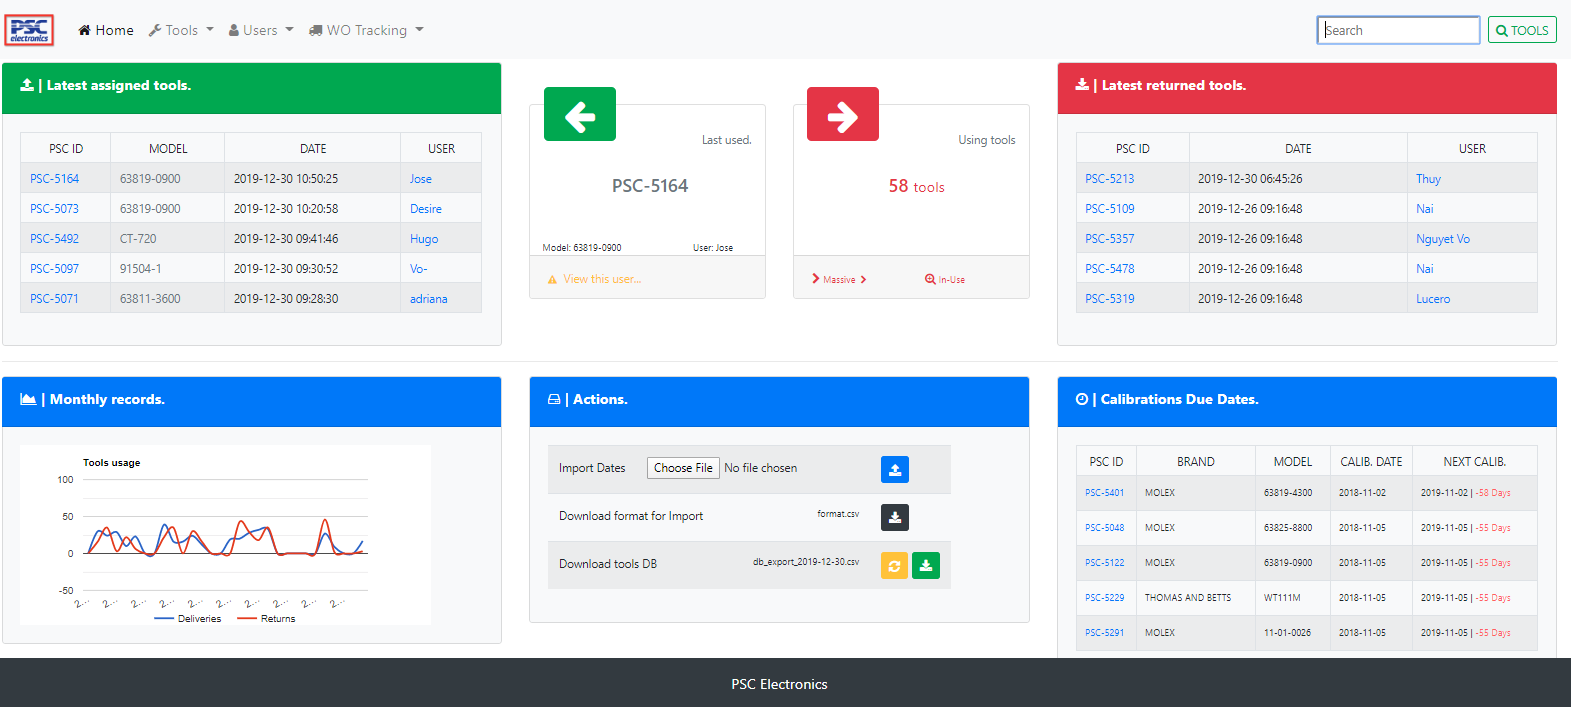 PSC electronics
Home Tools Users WO Tracking Search TOOLS
| Latest assigned tools.
PSC ID MODEL DATE USER
PSC-5164 63819-0900 2019-12-30 10:50:25 Jose
PSC-5073 63819-0900 2019-12-30 10:20:58 Desire
PSC-5492 CT-720 2019-12-30 09:41:46 Hugo
PSC-5097 91504-1 2019-12-30 09:30:52 Vo-
PSC-5071 63811-3600 2019-12-30 09:28:30 adriana
Last used.
PSC-5164
Model: 63819-0900 User: Jose
View this user...
Using tools
58 tools
Massive In-Use
| Latest returned tools.
PSC ID DATE USER
PSC-5213 2019-12-30 06:45:26 Thuy
PSC-5109 2019-12-26 09:16:48 Nai
PSC-5357 2019-12-26 09:16:48 Nguyet Vo
PSC-5478 2019-12-26 09:16:48 Nai
PSC-5319 2019-12-26 09:16:48 Lucero
| Monthly records.
Tools usage
100
50
0
-50
2... 2... 2... 2... 2... 2... 2... 2... 2... 2...
Deliveries Returns
| Actions.
Import Dates Choose File No file chosen
Download format for Import format.csv
Download tools DB db_export_2019-12-30.csv
| Calibrations Due Dates.
PSC ID BRAND MODEL CALIB. DATE NEXT CALIB.
PSC-5401 MOLEX 63819-4300 2018-11-02 2019-11-02 | -58 Days
PSC-5048 MOLEX 63825-8800 2018-11-05 2019-11-05 | -55 Days
PSC-5122 MOLEX 63819-0900 2018-11-05 2019-11-05 | -55 Days
PSC-5229 THOMAS AND BETTS WT111M 2018-11-05 2019-11-05 | -55 Days
PSC-5291 MOLEX 11-01-0026 2018-11-05 2019-11-05 | -55 Days
PSC Electronics